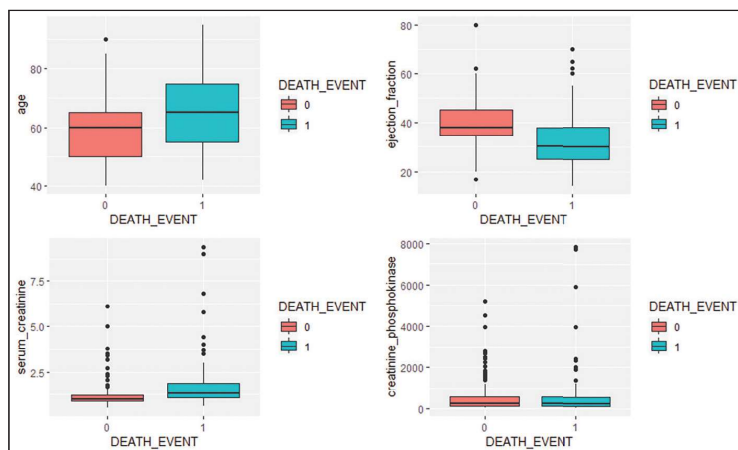 age
80
60
40
0
1
DEATH_EVENT
DEATH_EVENT
0
1
ejection_fraction
80
60
40
20
0
1
DEATH_EVENT
DEATH_EVENT
0
1
serum_creatinine
7.5
5.0
2.5
0
1
DEATH_EVENT
DEATH_EVENT
0
1
creatinine_phosphokinase
8000
6000
4000
2000
0
0
1
DEATH_EVENT
DEATH_EVENT
0
1